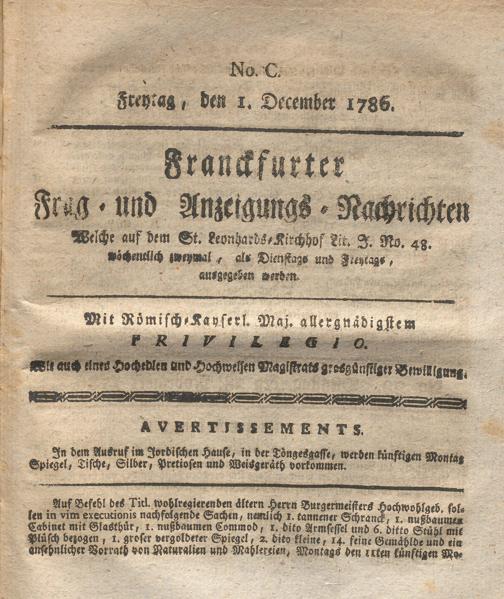 No. C.
Freytag, den 1. December 1786.
Franckfurter
Frag- und Anzeigungs-Nachrichten
Welche auf dem St. Leonhards-Kirchhof Lit. J. No. 48.
wöchentlich zweymal, als Dienstags und Freytags,
ausgegeben werden.
Mit Römisch-Kayserl. Maj. allergnädigstem
PRIVILEGIO.
Wie auch eines Hochedlen und Hochweisen Magistrats grosgünstiger Bewilligung.
AVERTISSEMENTS.
In dem Ausruf im Jordischen Hause, in der Töngesgasse, werden künftigen Montag
Spiegel, Tische, Silber, Pretiosen und Weisgeräth vorkommen.
Auf Befehl des Titl. wohlregierenden ältern Herrn Burgermeisters Hochwohlgeb. sol-
len in vim executionis nachfolgende Sachen, nemlich 1. tannener Schranck, 1. nußbaumen
Cabinet mit Glasthür, 1. nußbaumen Commod, 1. dito Armsessel und 6. ditto Stühl mit
Plüsch bezogen, 1. groser vergoldeter Spiegel, 2. dito kleine, 14. feine Gemählde und ein
ansehnlicher Vorrath von Naturalien und Mahlereien, Montags den 11ten künftigen Mo-